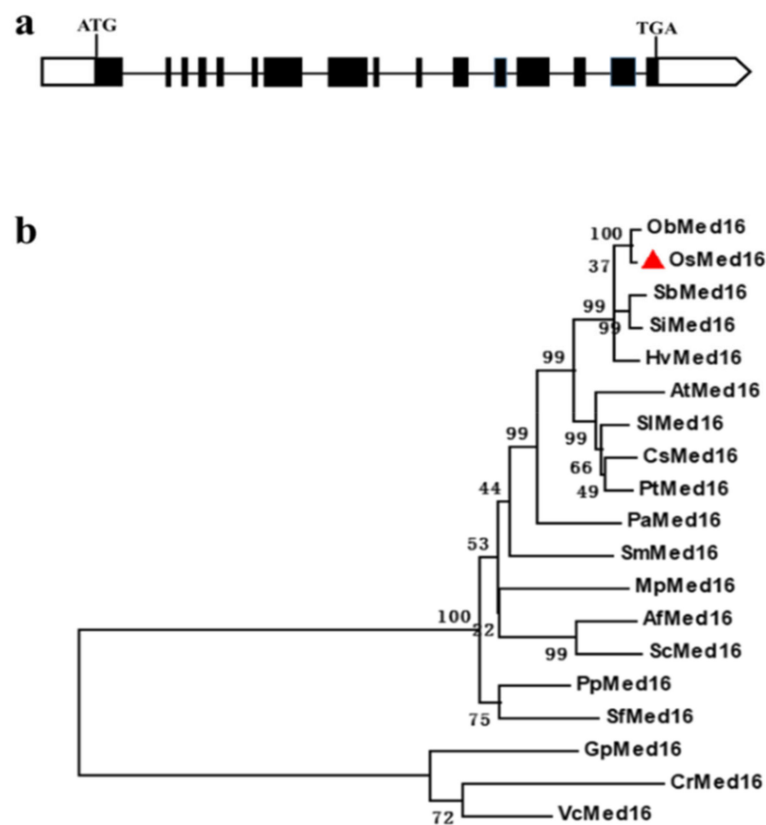 a
ATG
TGA
b
ObMed16
100
OsMed16
37
SbMed16
99
SiMed16
99
HvMed16
99
AtMed16
SlMed16
99
CsMed16
66
PtMed16
49
99
PaMed16
44
SmMed16
53
MpMed16
100
22
AfMed16
ScMed16
99
PpMed16
SfMed16
75
GpMed16
CrMed16
VcMed16
72